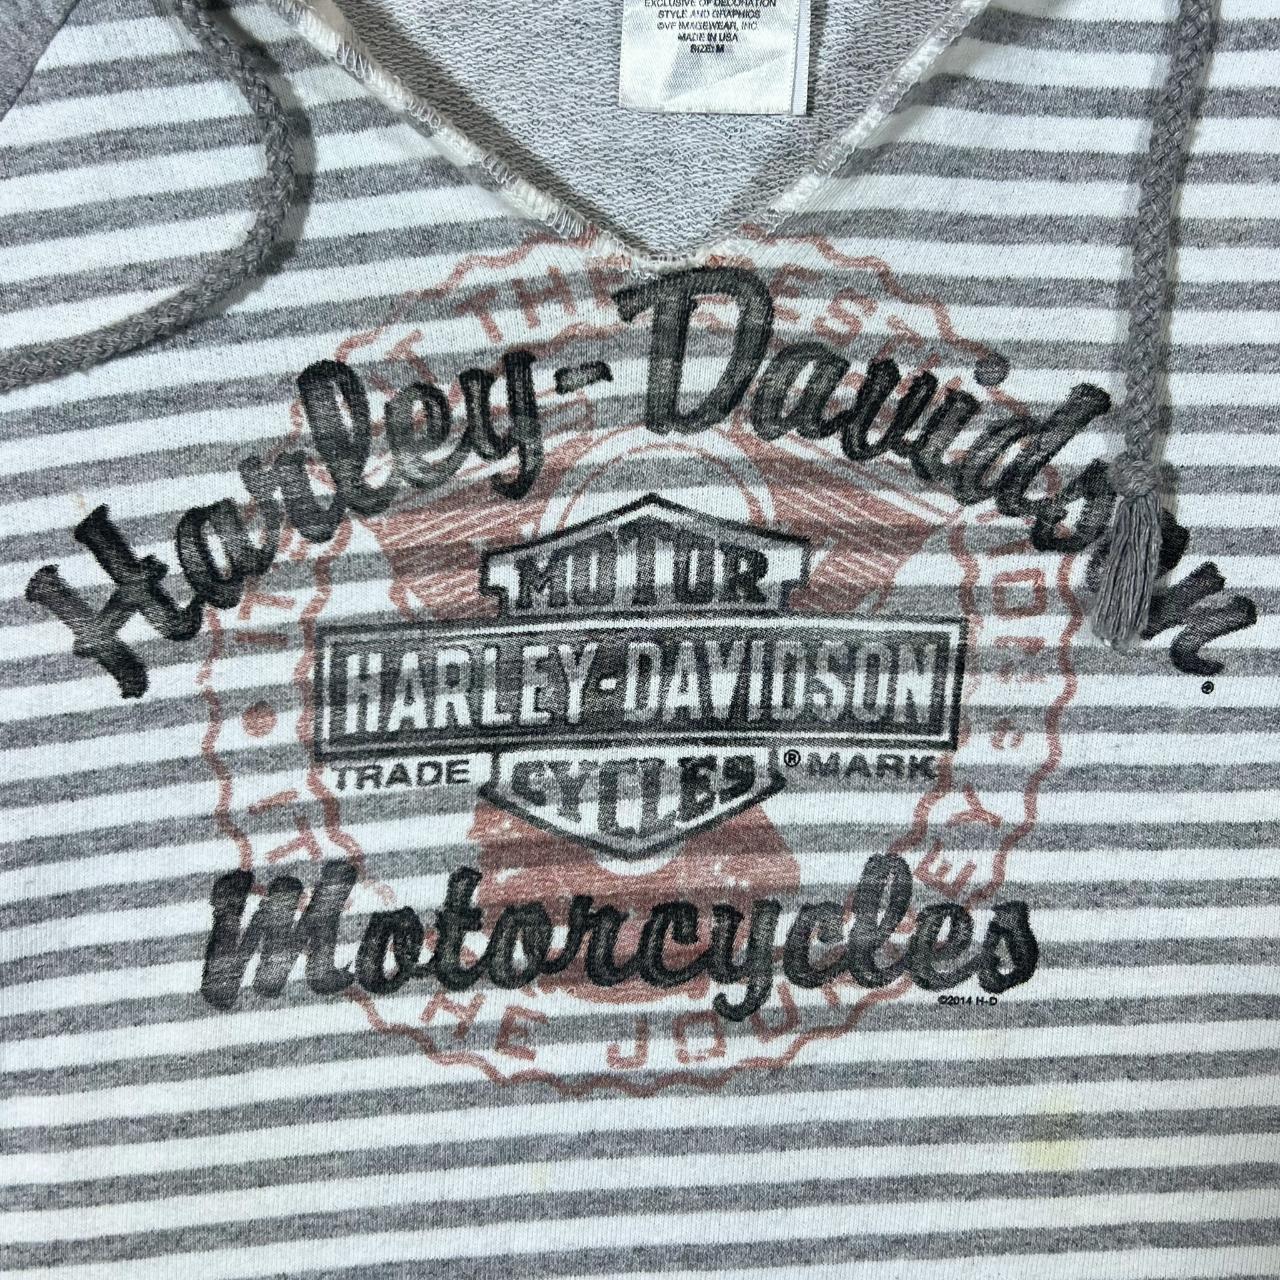 EXCLUSIVE OF DECORATION
STYLE AND GRAPHICS
©VF IMAGEWEAR, INC.
MADE IN USA
SIZE: M
Harley-Davidson
MOTOR
HARLEY-DAVIDSON
TRADE ® MARK
CYCLES
Motorcycles
©2014 H-D